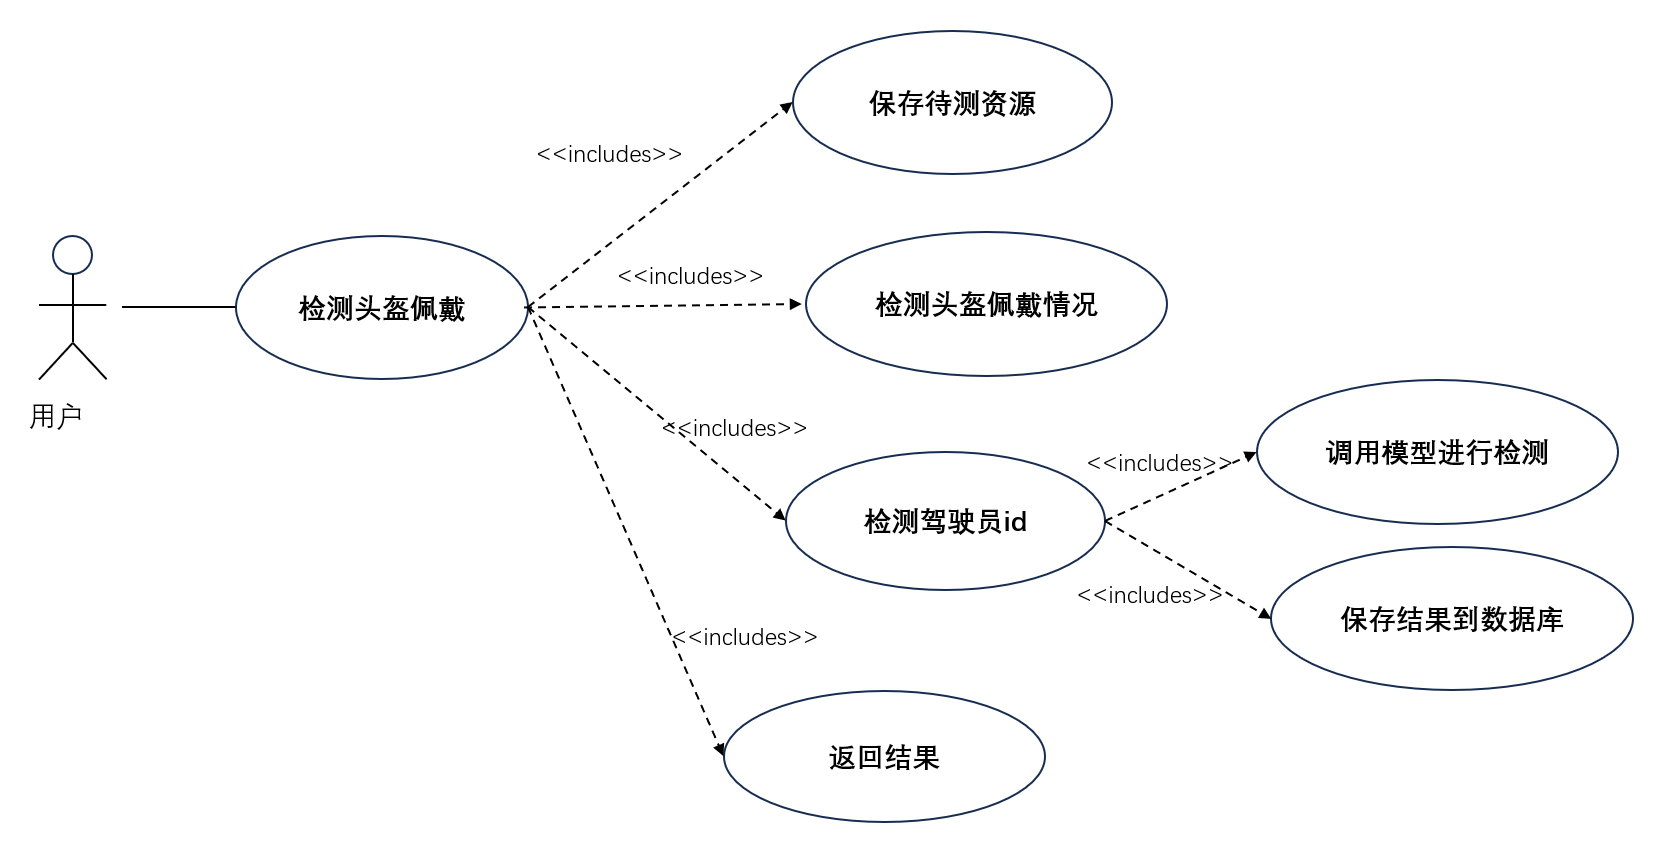 保存待测资源
<<includes>>
<<includes>>
检测头盔佩戴
检测头盔佩戴情况
用户
<<includes>>
<<includes>>
调用模型进行检测
检测驾驶员id
<<includes>>
保存结果到数据库
<<includes>>
返回结果